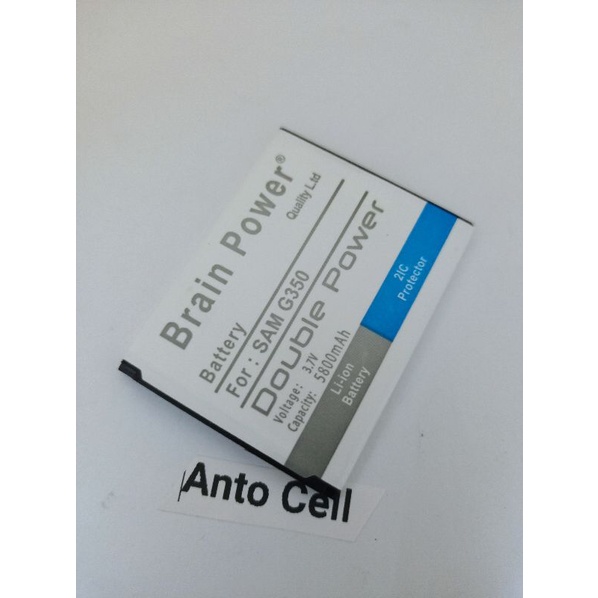 Brain Power®
Quality Ltd
Battery
For : SAM G350
Double Power
Voltage : 3.7V
Capacity: 5800mAh
Li-ion
Battery
2IC
Protector
Anto Cell